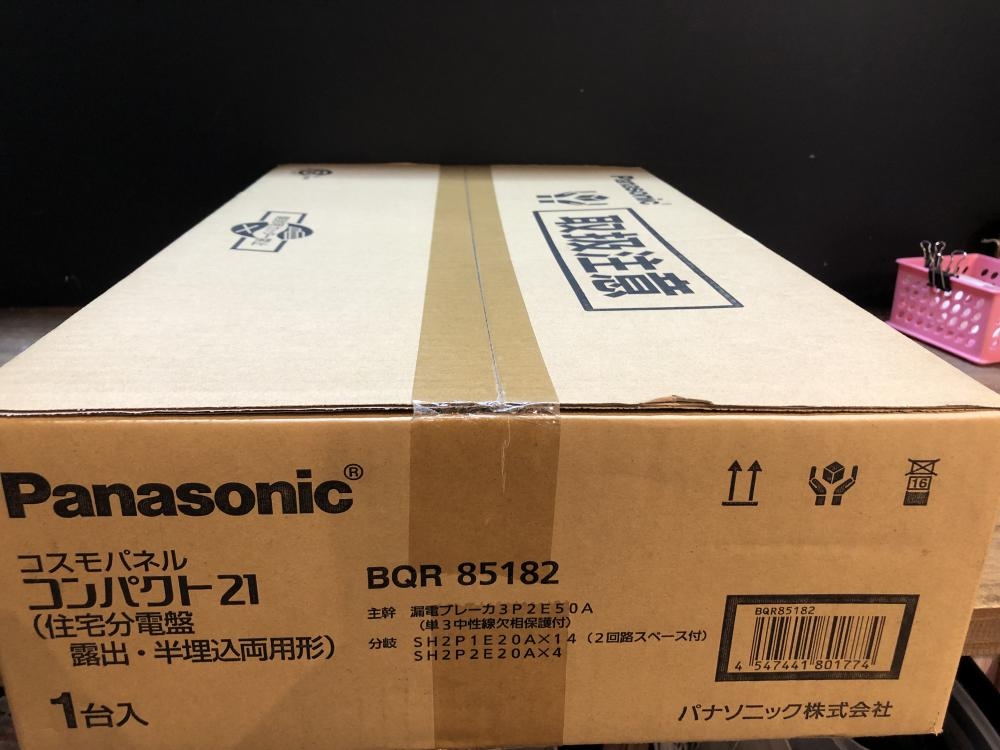 Panasonic
取扱注意
Panasonic®
コスモパネル
コンパクト21
(住宅分電盤
露出・半埋込両用形)
1台入
BQR 85182
主幹 漏電ブレーカ3P2E50A
(単3中性線欠相保護付)
分岐 SH2P1E20A×14(2回路スペース付)
SH2P2E20A×4
16
BQR85182
4 547441 801774
パナソニック株式会社